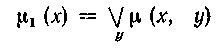 μ₁ (x) = ⋁_y μ (x, y)